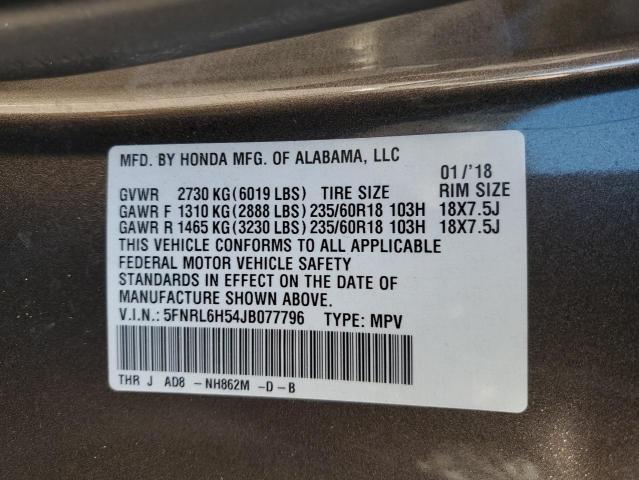 MFD. BY HONDA MFG. OF ALABAMA, LLC 01/'18
GVWR 2730 KG(6019 LBS) TIRE SIZE RIM SIZE
GAWR F 1310 KG(2888 LBS)235/60R18 103H 18X7.5J
GAWR R 1465 KG(3230 LBS)235/60R18 103H 18X7.5J
THIS VEHICLE CONFORMS TO ALL APPLICABLE
FEDERAL MOTOR VEHICLE SAFETY
STANDARDS IN EFFECT ON THE DATE OF
MANUFACTURE SHOWN ABOVE.
V.I.N.: 5FNRL6H54JB077796 TYPE: MPV
THR J AD8 -NH862M -D-B